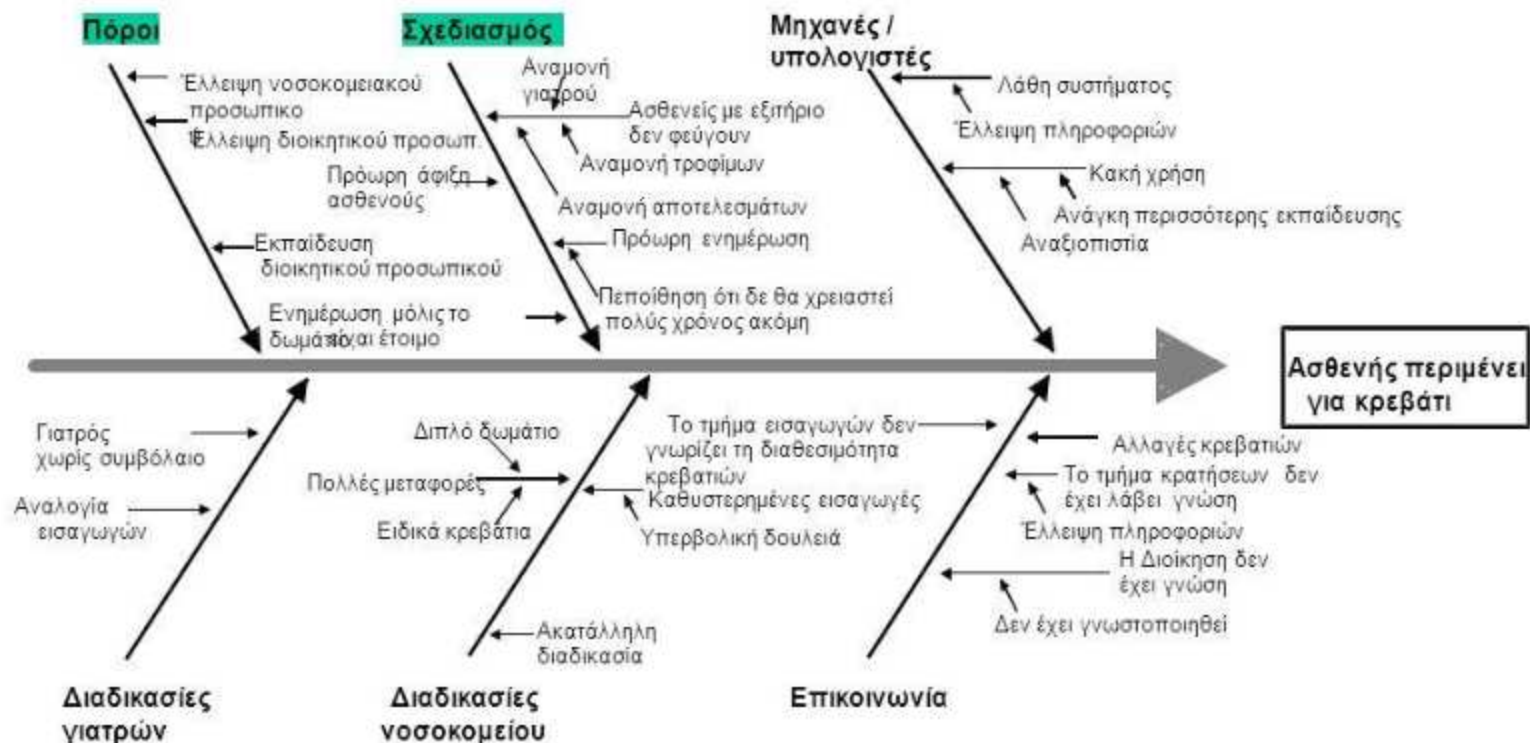 Πόροι
Έλλειψη νοσοκομειακού
προσωπικο
Έλλειψη διοικητικού προσωπ.
Εκπαίδευση
διοικητικού προσωπικού
Σχεδιασμός
Αναμονή
γιατρού
Ασθενείς με εξιτήριο
δεν φεύγουν
Αναμονή τροφίμων
Πρόωρη άφιξη
ασθενούς
Αναμονή αποτελεσμάτων
Πρόωρη ενημέρωση
Πεποίθηση ότι δε θα χρειαστεί
πολύς χρόνος ακόμη
Ενημέρωση μόλις το
δωμάτιο είναι έτοιμο
Μηχανές /
υπολογιστές
Λάθη συστήματος
Έλλειψη πληροφοριών
Κακή χρήση
Ανάγκη περισσότερης εκπαίδευσης
Αναξιοπιστία
Ασθενής περιμένει
για κρεβάτι
Γιατρός
χωρίς συμβόλαιο
Αναλογία
εισαγωγών
Διαδικασίες
γιατρών
Διπλό δωμάτιο
Πολλές μεταφορές
Ειδικά κρεβάτια
Καθυστερημένες εισαγωγές
Υπερβολική δουλειά
Ακατάλληλη
διαδικασία
Διαδικασίες
νοσοκομείου
Το τμήμα εισαγωγών δεν
γνωρίζει τη διαθεσιμότητα
κρεβατιών
Αλλαγές κρεβατιών
Το τμήμα κρατήσεων δεν
έχει λάβει γνώση
Έλλειψη πληροφοριών
Η Διοίκηση δεν
έχει γνώση
Δεν έχει γνωστοποιηθεί
Επικοινωνία